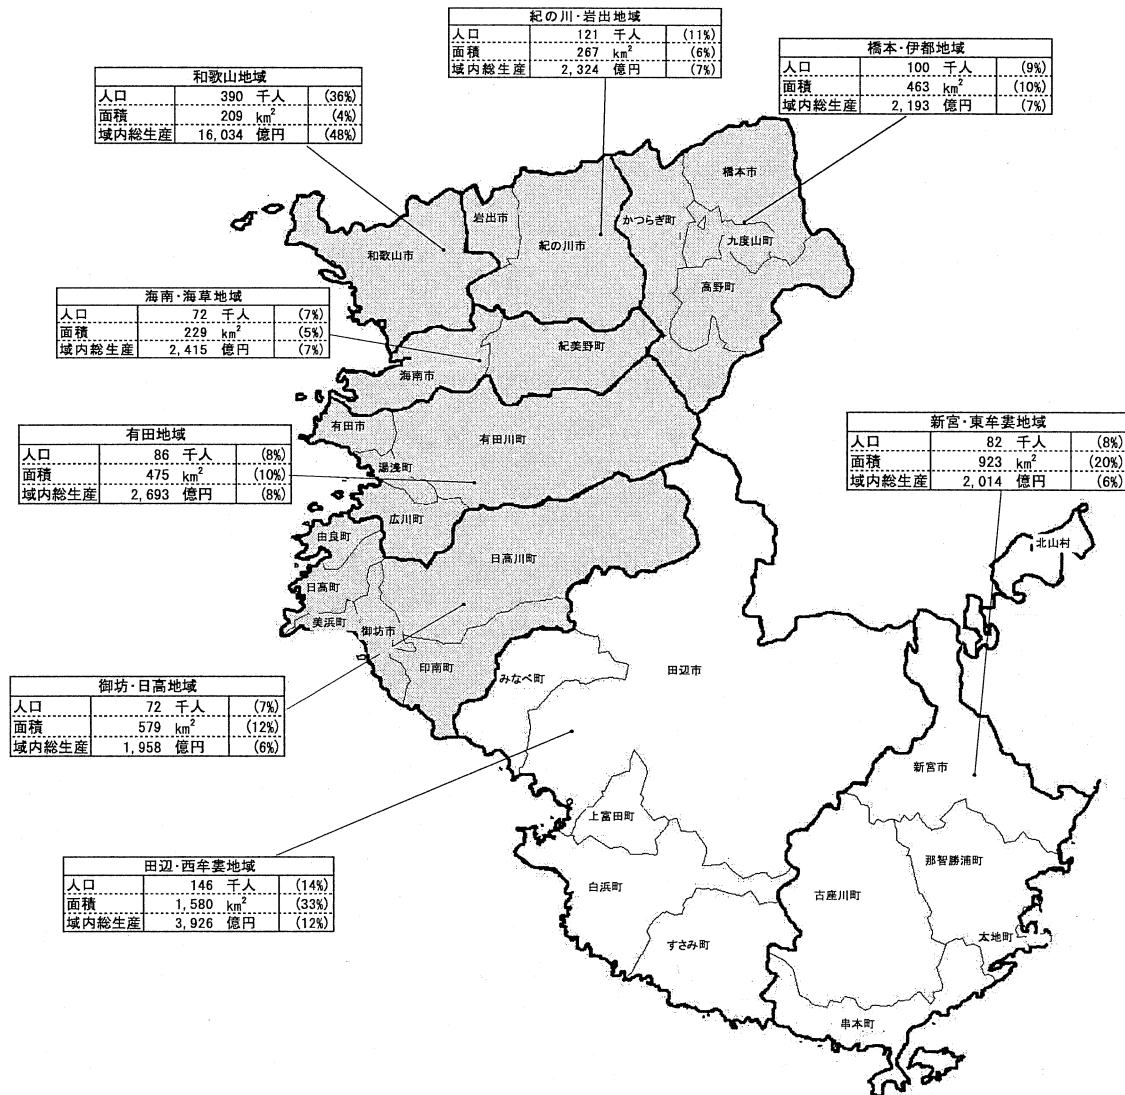 紀の川・岩出地域
人口 121 千人 (11%)
面積 267 km² (6%)
域内総生産 2,324 億円 (7%)
橋本・伊都地域
人口 100 千人 (9%)
面積 463 km² (10%)
域内総生産 2,193 億円 (7%)
和歌山地域
人口 390 千人 (36%)
面積 209 km² (4%)
域内総生産 16,034 億円 (48%)
橋本市
岩出市
かつらぎ町
紀の川市
九度山町
和歌山市
高野町
海南・海草地域
人口 72 千人 (7%)
面積 229 km² (5%)
域内総生産 2,415 億円 (7%)
紀美野町
海南市
有田市
有田川町
有田地域
人口 86 千人 (8%)
面積 475 km² (10%)
域内総生産 2,693 億円 (8%)
湯浅町
広川町
新宮・東牟婁地域
人口 82 千人 (8%)
面積 923 km² (20%)
域内総生産 2,014 億円 (6%)
由良町
北山村
日高川町
日高町
美浜町
御坊市
印南町
みなべ町
田辺市
御坊・日高地域
人口 72 千人 (7%)
面積 579 km² (12%)
域内総生産 1,958 億円 (6%)
新宮市
上富田町
那智勝浦町
田辺・西牟婁地域
人口 146 千人 (14%)
面積 1,580 km² (33%)
域内総生産 3,926 億円 (12%)
白浜町
古座川町
すさみ町
太地町
串本町